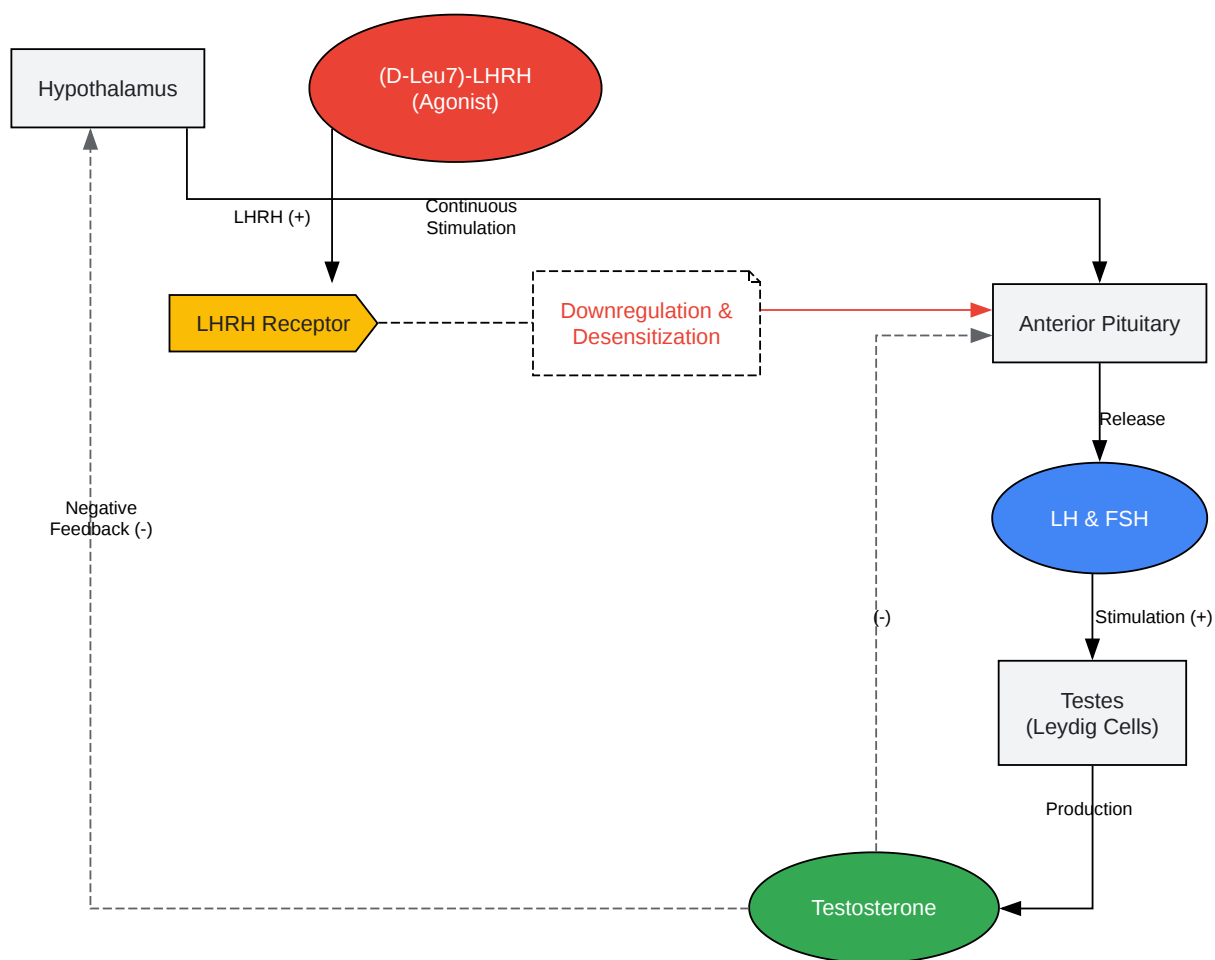 Hypothalamus
(D-Leu7)-LHRH
(Agonist)
LHRH (+)
Continuous
Stimulation
LHRH Receptor
Downregulation &
Desensitization
Anterior Pituitary
Release
Negative
Feedback (-)
LH & FSH
(-)
Stimulation (+)
Testes
(Leydig Cells)
Production
Testosterone